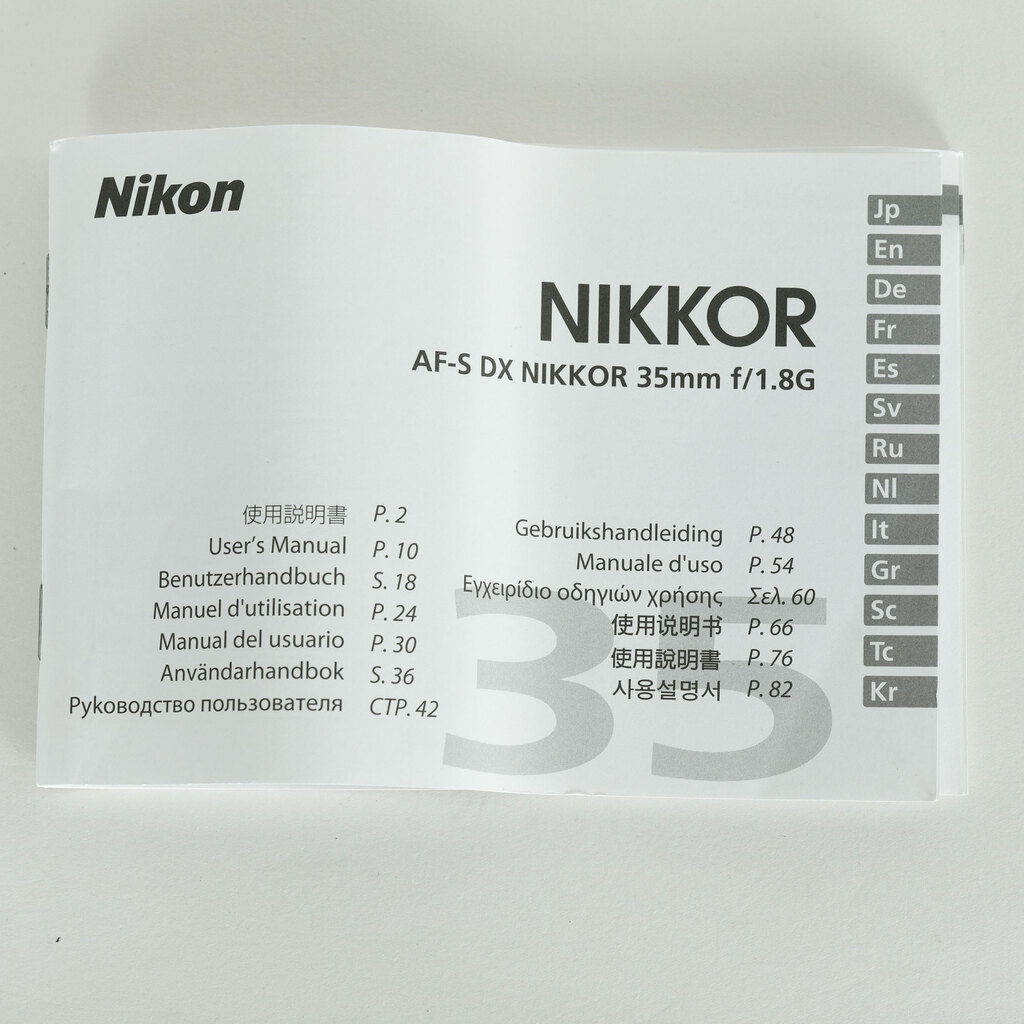 Nikon
NIKKOR
AF-S DX NIKKOR 35mm f/1.8G
使用説明書 P. 2
User's Manual P. 10
Benutzerhandbuch S. 18
Manuel d'utilisation P. 24
Manual del usuario P. 30
Användarhandbok S. 36
Руководство пользователя СТР. 42
Gebruikshandleiding P. 48
Manuale d'uso P. 54
Εγχειρίδιο οδηγιών χρήσης Σελ. 60
使用说明书 P. 66
使用說明書 P. 76
사용설명서 P. 82
35
Jp
En
De
Fr
Es
Sv
Ru
Nl
It
Gr
Sc
Tc
Kr